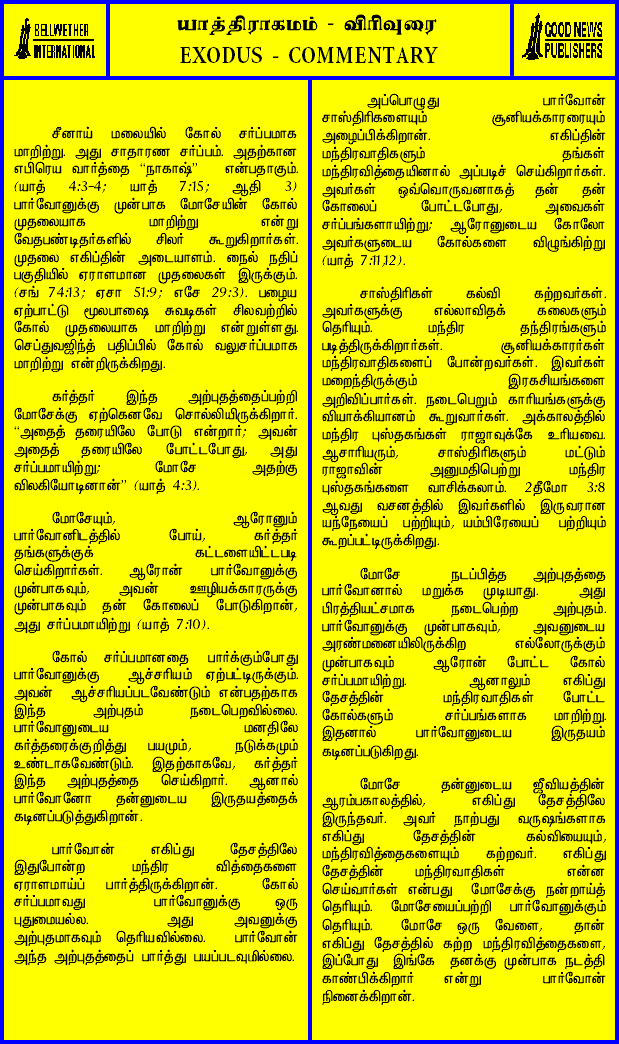 BELLWETHER
INTERNATIONAL
யாத்திராகமம் - விரிவுரை
EXODUS - COMMENTARY
GOOD NEWS
PUBLISHERS
சீனாய் மலையில் கோல் சர்ப்பமாக
மாறிற்று. அது சாதாரண சர்ப்பம். அதற்கான
எபிரெய வார்த்தை “நாகாஷ்” என்பதாகும்.
(யாத் 4:3-4; யாத் 7:15; ஆதி 3)
பார்வோனுக்கு முன்பாக மோசேயின் கோல்
முதலையாக மாறிற்று என்று
வேதபண்டிதர்களில் சிலர் கூறுகிறார்கள்.
முதலை எகிப்தின் அடையாளம். நைல் நதிப்
பகுதியில் ஏராளமான முதலைகள் இருக்கும்.
(சங் 74:13; ஏசா 51:9; எசே 29:3). பழைய
ஏற்பாட்டு மூலபாஷை சுவடிகள் சிலவற்றில்
கோல் முதலையாக மாறிற்று என்றுள்ளது.
செப்துவஜிந்த் பதிப்பில் கோல் வலுசர்ப்பமாக
மாறிற்று என்றிருக்கிறது.
கர்த்தர் இந்த அற்புதத்தைப்பற்றி
மோசேக்கு ஏற்கெனவே சொல்லியிருக்கிறார்.
“அதைத் தரையிலே போடு என்றார்; அவன்
அதைத் தரையிலே போட்டபோது, அது
சர்ப்பமாயிற்று; மோசே அதற்கு
விலகியோடினான்” (யாத் 4:3).
மோசேயும், ஆரோனும்
பார்வோனிடத்தில் போய், கர்த்தர்
தங்களுக்குக் கட்டளையிட்டபடி
செய்கிறார்கள். ஆரோன் பார்வோனுக்கு
முன்பாகவும், அவன் ஊழியக்காரருக்கு
முன்பாகவும் தன் கோலைப் போடுகிறான்,
அது சர்ப்பமாயிற்று (யாத் 7:10).
கோல் சர்ப்பமானதை பார்க்கும்போது
பார்வோனுக்கு ஆச்சரியம் ஏற்பட்டிருக்கும்.
அவன் ஆச்சரியப்படவேண்டும் என்பதற்காக
இந்த அற்புதம் நடைபெறவில்லை.
பார்வோனுடைய மனதிலே
கர்த்தரைக்குறித்து பயமும், நடுக்கமும்
உண்டாகவேண்டும். இதற்காகவே, கர்த்தர்
இந்த அற்புதத்தை செய்கிறார். ஆனால்
பார்வோனோ தன்னுடைய இருதயத்தைக்
கடினப்படுத்துகிறான்.
பார்வோன் எகிப்து தேசத்திலே
இதுபோன்ற மந்திர வித்தைகளை
ஏராளமாய்ப் பார்த்திருக்கிறான். கோல்
சர்ப்பமாவது பார்வோனுக்கு ஒரு
புதுமையல்ல. அது அவனுக்கு
அற்புதமாகவும் தெரியவில்லை. பார்வோன்
அந்த அற்புதத்தைப் பார்த்து பயப்படவுமில்லை.
அப்பொழுது பார்வோன்
சாஸ்திரிகளையும் சூனியக்காரரையும்
அழைப்பிக்கிறான். எகிப்தின்
மந்திரவாதிகளும் தங்கள்
மந்திரவித்தையினால் அப்படிச் செய்கிறார்கள்.
அவர்கள் ஒவ்வொருவனாகத் தன் தன்
கோலைப் போட்டபோது, அவைகள்
சர்ப்பங்களாயிற்று; ஆரோனுடைய கோலோ
அவர்களுடைய கோல்களை விழுங்கிற்று
(யாத் 7:11,12).
சாஸ்திரிகள் கல்வி கற்றவர்கள்.
அவர்களுக்கு எல்லாவிதக் கலைகளும்
தெரியும். மந்திர தந்திரங்களும்
படித்திருக்கிறார்கள். சூனியக்காரர்கள்
மந்திரவாதிகளைப் போன்றவர்கள். இவர்கள்
மறைந்திருக்கும் இரகசியங்களை
அறிவிப்பார்கள். நடைபெறும் காரியங்களுக்கு
வியாக்கியானம் கூறுவார்கள். அக்காலத்தில்
மந்திர புஸ்தகங்கள் ராஜாவுக்கே உரியவை.
ஆசாரியரும், சாஸ்திரிகளும் மட்டும்
ராஜாவின் அனுமதிபெற்று மந்திர
புஸ்தகங்களை வாசிக்கலாம். 2தீமோ 3:8
ஆவது வசனத்தில் இவர்களில் இருவரான
யந்நேயைப் பற்றியும், யம்பிரேயைப் பற்றியும்
கூறப்பட்டிருக்கிறது.
மோசே நடப்பித்த அற்புதத்தை
பார்வோனால் மறுக்க முடியாது. அது
பிரத்தியட்சமாக நடைபெற்ற அற்புதம்.
பார்வோனுக்கு முன்பாகவும், அவனுடைய
அரண்மனையிலிருக்கிற எல்லோருக்கும்
முன்பாகவும் ஆரோன் போட்ட கோல்
சர்ப்பமாயிற்று. ஆனாலும் எகிப்து
தேசத்தின் மந்திரவாதிகள் போட்ட
கோல்களும் சர்ப்பங்களாக மாறிற்று.
இதனால் பார்வோனுடைய இருதயம்
கடினப்படுகிறது.
மோசே தன்னுடைய ஜீவியத்தின்
ஆரம்பகாலத்தில், எகிப்து தேசத்திலே
இருந்தவர். அவர் நாற்பது வருஷங்களாக
எகிப்து தேசத்தின் கல்வியையும்,
மந்திரவித்தைகளையும் கற்றவர். எகிப்து
தேசத்தின் மந்திரவாதிகள் என்ன
செய்வார்கள் என்பது மோசேக்கு நன்றாய்த்
தெரியும். மோசேயைப்பற்றி பார்வோனுக்கும்
தெரியும். மோசே ஒரு வேளை, தான்
எகிப்து தேசத்தில் கற்ற மந்திரவித்தைகளை,
இப்போது இங்கே தனக்கு முன்பாக நடத்தி
காண்பிக்கிறார் என்று பார்வோன்
நினைக்கிறான்.